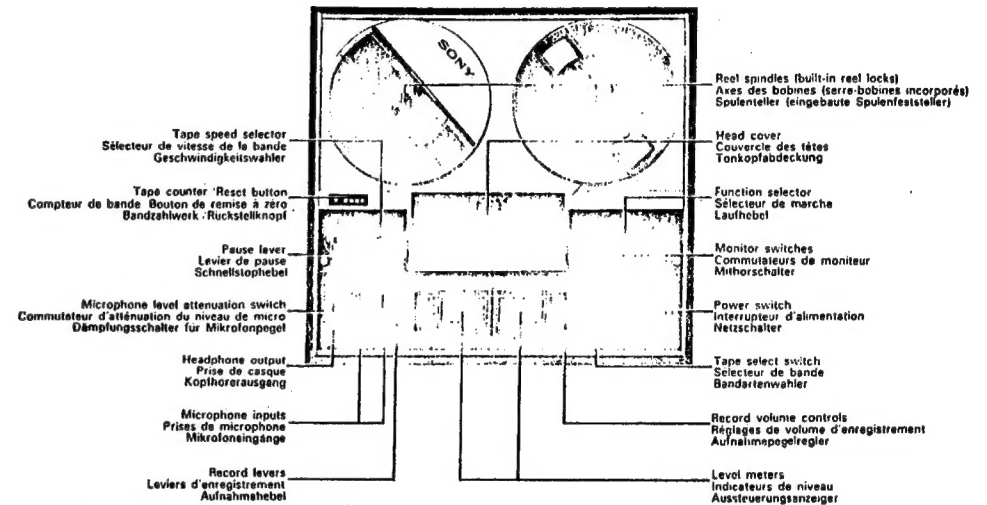 SONY
Reel spindles (built-in reel locks)
Axes des bobines (serre-bobines incorporés)
Spulenteller (eingebaute Spulenfeststeller)
Tape speed selector
Sélecteur de vitesse de la bande
Geschwindigkeitswahler
Head cover
Couvercle des têtes
Tonkopfabdeckung
Tape counter Reset button
Compteur de bande Bouton de remise à zéro
Bandzahlwerk Rückstellknopf
Function selector
Sélecteur de marche
Laufhebel
Pause lever
Levier de pause
Schnellstophebel
Monitor switches
Commutateurs de moniteur
Mithorschalter
Microphone level attenuation switch
Commutateur d'atténuation du niveau de micro
Dämpfungsschalter für Mikrofonpegel
Power switch
Interrupteur d'alimentation
Netzschalter
Headphone output
Prise de casque
Kopfhorerausgang
Tape select switch
Sélecteur de bande
Bandartenwahler
Microphone inputs
Prises de microphone
Mikrofoneingänge
Record volume controls
Réglages de volume d'enregistrement
Aufnahmepegelregler
Record levers
Leviers d'enregistrement
Aufnahmehebel
Level meters
Indicateurs de niveau
Aussteuerungsanzeiger